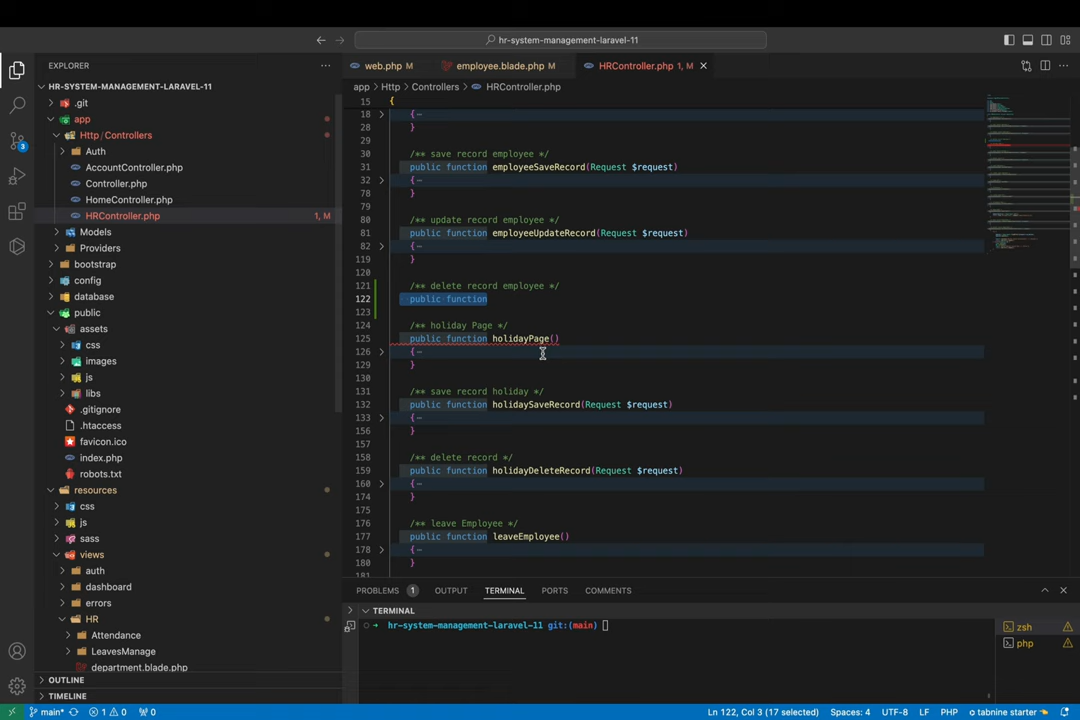 hr-system-management-laravel-11
EXPLORER
web.php M
employee.blade.php M
HRController.php 1, M
HR-SYSTEM-MANAGEMENT-LARAVEL-11
.git
app
Http / Controllers
Auth
AccountController.php
Controller.php
HomeController.php
HRController.php 1, M
Models
Providers
bootstrap
config
database
public
assets
css
images
js
libs
.gitignore
.htaccess
favicon.ico
index.php
robots.txt
resources
css
js
sass
views
auth
dashboard
errors
HR
Attendance
LeavesManage
department.blade.php
OUTLINE
TIMELINE
app > Http > Controllers > HRController.php
15 {
18 {
28 }
29
30 /** save record employee */
31 public function employeeSaveRecord(Request $request)
32 {
78 }
79
80 /** update record employee */
81 public function employeeUpdateRecord(Request $request)
82 {
119 }
120
121 /** delete record employee */
122 public function
123
124 /** holiday Page */
125 public function holidayPage()
126 {
129 }
130
131 /** save record holiday */
132 public function holidaySaveRecord(Request $request)
133 {
156 }
157
158 /** delete record */
159 public function holidayDeleteRecord(Request $request)
160 {
174 }
175
176 /** leave Employee */
177 public function leaveEmployee()
178 {
180 }
181
PROBLEMS 1 OUTPUT TERMINAL PORTS COMMENTS
TERMINAL
hr-system-management-laravel-11 git:(main)
zsh
php
3
main* 1 0 0
Ln 122, Col 3 (17 selected) Spaces: 4 UTF-8 LF PHP tabnine starter